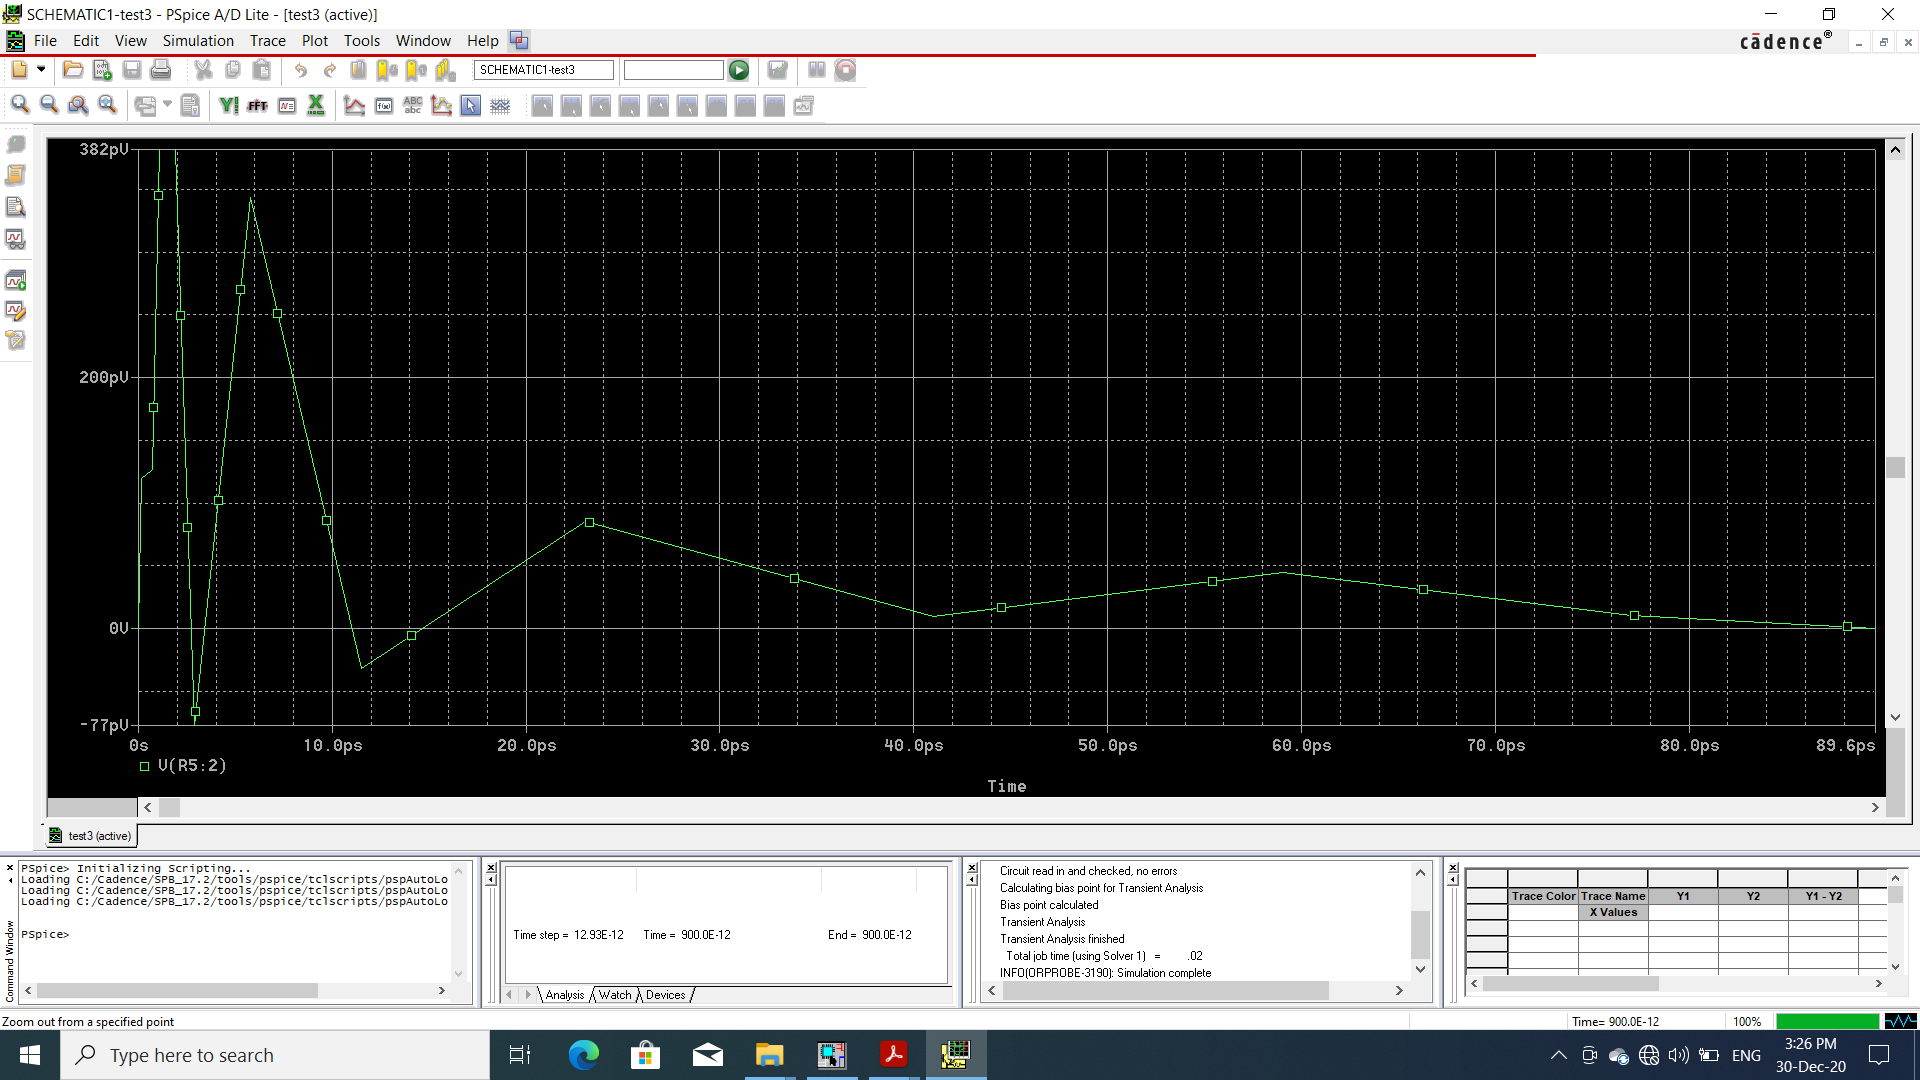 SCHEMATIC1-test3 - PSpice A/D Lite - [test3 (active)]
File Edit View Simulation Trace Plot Tools Window Help
cādence®
SCHEMATIC1-test3
FFT
ABC
abc
382pV
200pV
0V
-77pV
0s 10.0ps 20.0ps 30.0ps 40.0ps 50.0ps 60.0ps 70.0ps 80.0ps 89.6ps
V(R5:2)
Time
test3 (active)
Command Window
PSpice> Initializing Scripting...
Loading C:/Cadence/SPB_17.2/tools/pspice/tclscripts/pspAutoLo
Loading C:/Cadence/SPB_17.2/tools/pspice/tclscripts/pspAutoLo
Loading C:/Cadence/SPB_17.2/tools/pspice/tclscripts/pspAutoLo
PSpice>
Time step = 12.93E-12 Time = 900.0E-12 End = 900.0E-12
Analysis Watch Devices
Circuit read in and checked, no errors
Calculating bias point for Transient Analysis
Bias point calculated
Transient Analysis
Transient Analysis finished
Total job time (using Solver 1) = .02
INFO(ORPROBE-3190): Simulation complete
Trace Color Trace Name Y1 Y2 Y1 - Y2
X Values
Zoom out from a specified point
Time= 900.0E-12 100%
Type here to search
ENG
3:26 PM
30-Dec-20